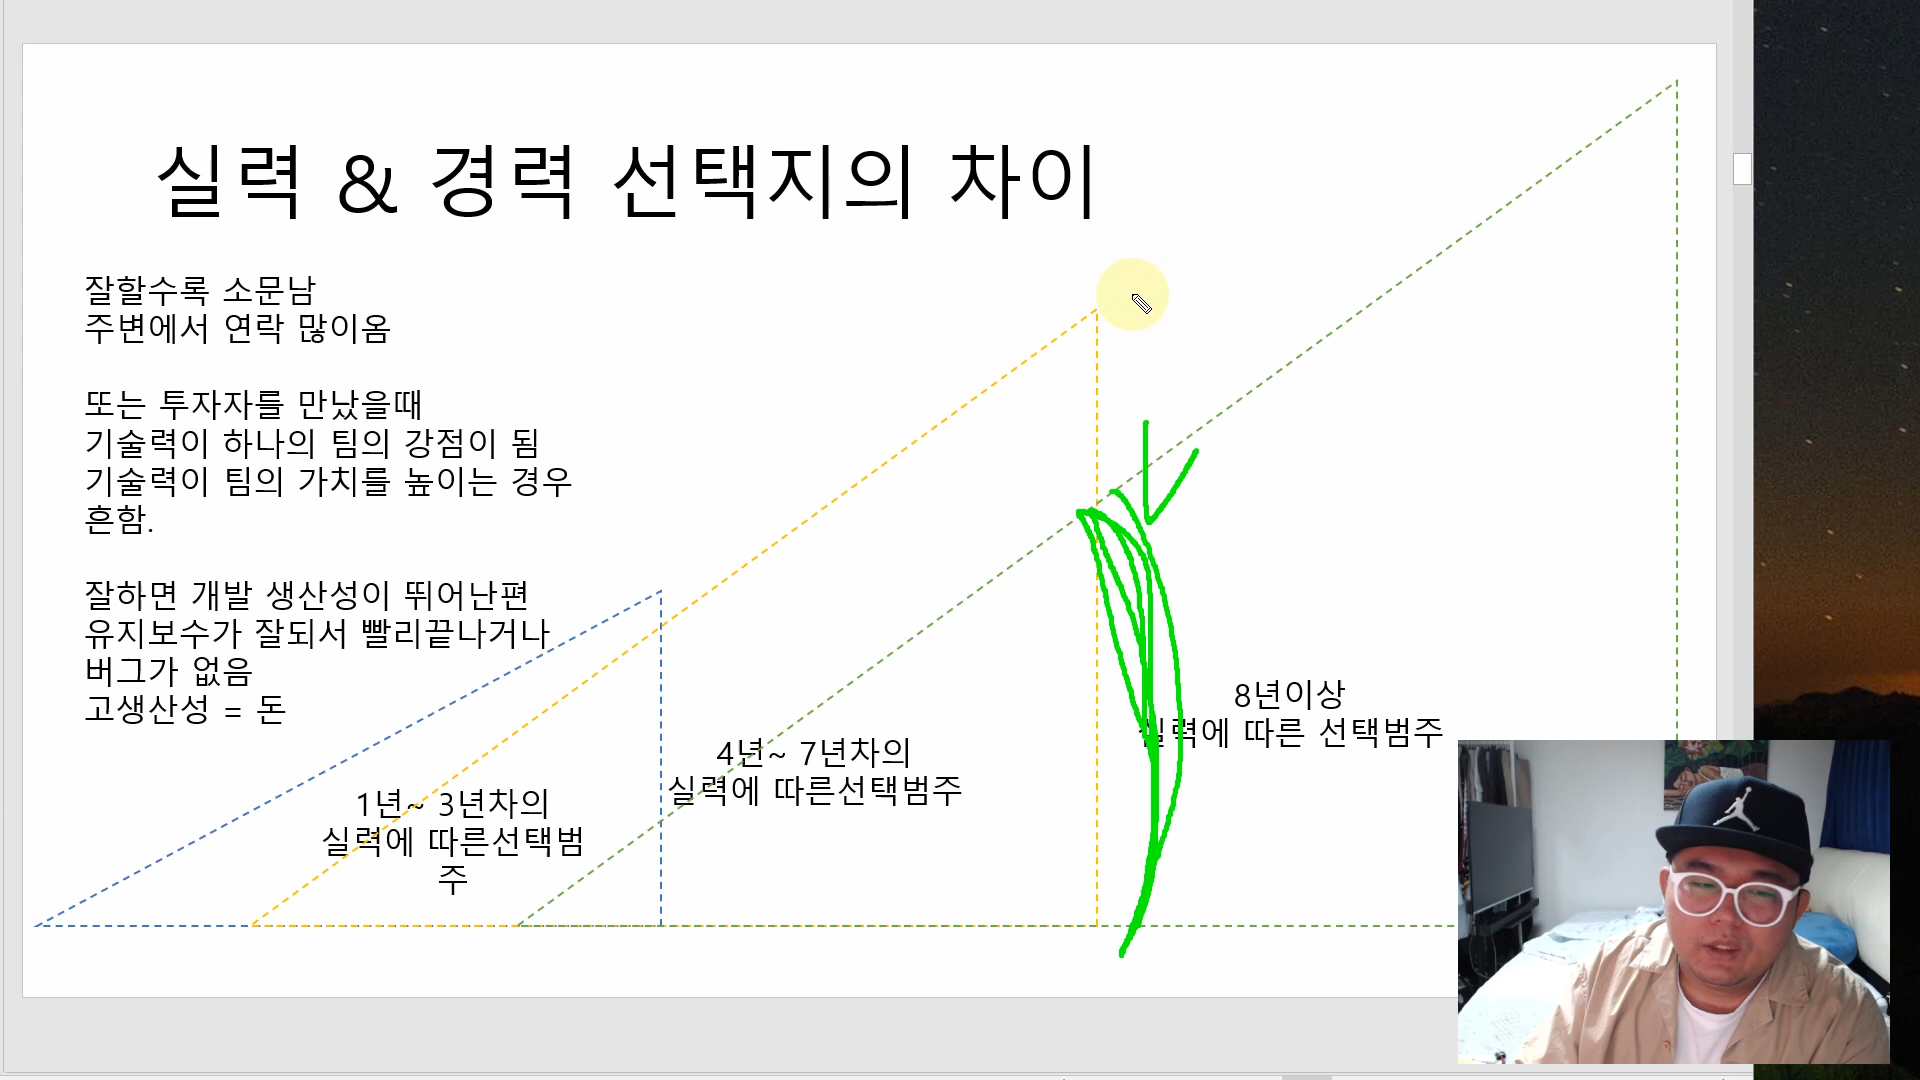 실력 & 경력 선택지의 차이
잘할수록 소문남
주변에서 연락 많이옴
또는 투자자를 만났을때
기술력이 하나의 팀의 강점이 됨
기술력이 팀의 가치를 높이는 경우
흔함.
잘하면 개발 생산성이 뛰어난편
유지보수가 잘되서 빨리끝나거나
버그가 없음
고생산성 = 돈
1년~ 3년차의
실력에 따른선택범
주
4년~ 7년차의
실력에 따른선택범주
8년이상
실력에 따른 선택범주